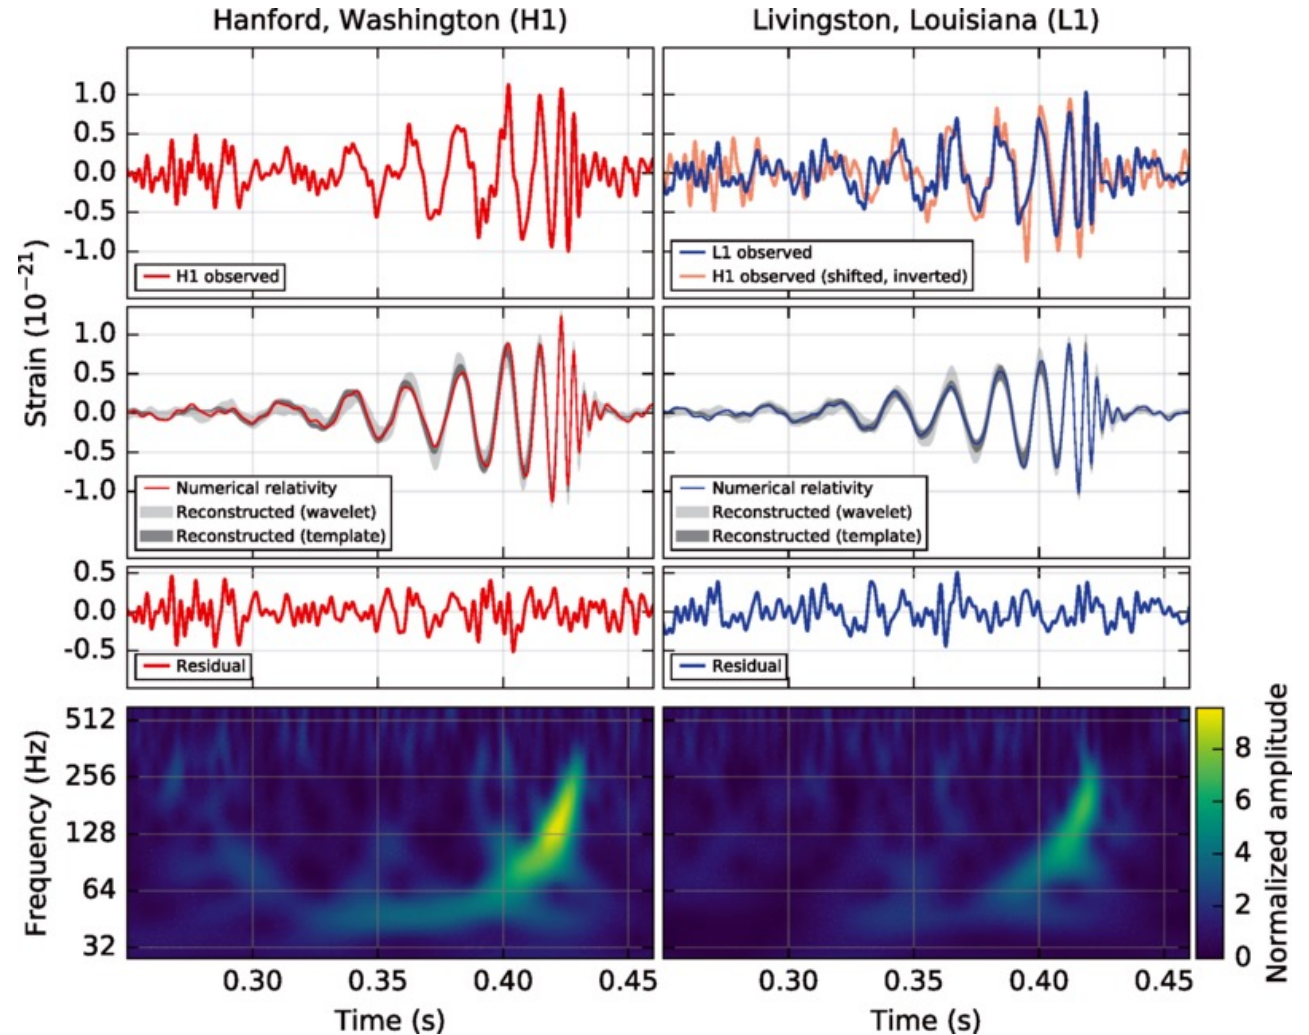 Hanford, Washington (H1)
Livingston, Louisiana (L1)
Strain (10⁻²¹)
1.0
0.5
0.0
-0.5
-1.0
H1 observed
L1 observed
H1 observed (shifted, inverted)
1.0
0.5
0.0
-0.5
-1.0
Numerical relativity
Reconstructed (wavelet)
Reconstructed (template)
Numerical relativity
Reconstructed (wavelet)
Reconstructed (template)
0.5
0.0
-0.5
Residual
Residual
Frequency (Hz)
512
256
128
64
32
0.30
0.35
0.40
0.45
Time (s)
0.30
0.35
0.40
0.45
Time (s)
8
6
4
2
0
Normalized amplitude